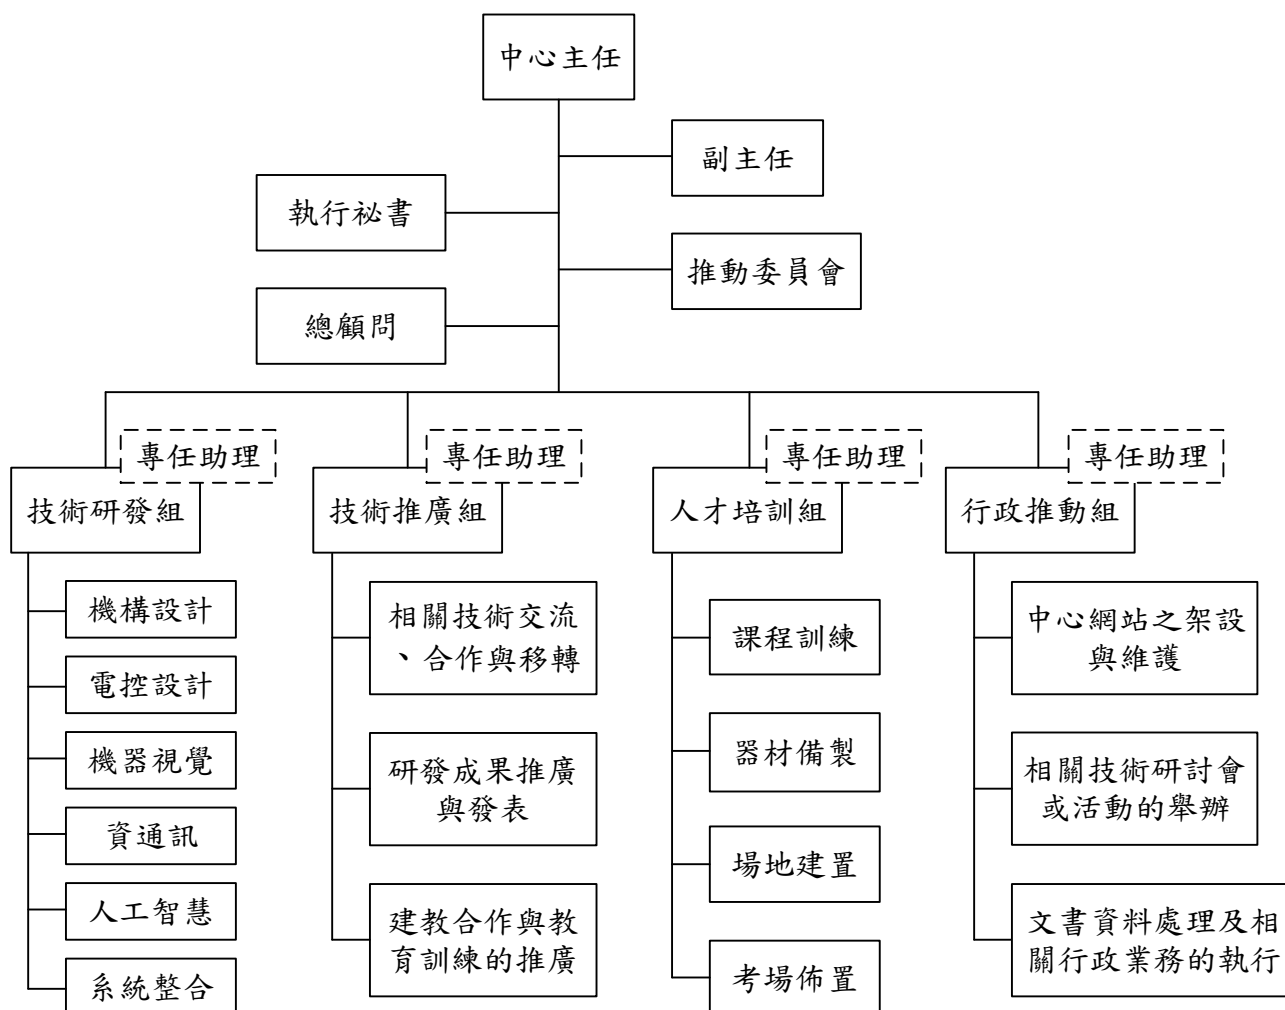 中心主任
副主任
執行祕書
推動委員會
總顧問
專任助理
專任助理
專任助理
專任助理
技術研發組
技術推廣組
人才培訓組
行政推動組
機構設計
電控設計
機器視覺
資通訊
人工智慧
系統整合
相關技術交流
、合作與移轉
研發成果推廣
與發表
建教合作與教
育訓練的推廣
課程訓練
器材備製
場地建置
考場佈置
中心網站之架設
與維護
相關技術研討會
或活動的舉辦
文書資料處理及相
關行政業務的執行